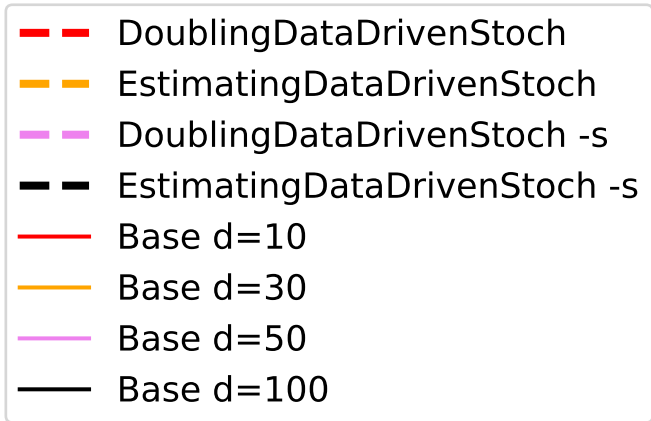 DoublingDataDrivenStoch
EstimatingDataDrivenStoch
DoublingDataDrivenStoch -s
EstimatingDataDrivenStoch -s
Base d=10
Base d=30
Base d=50
Base d=100